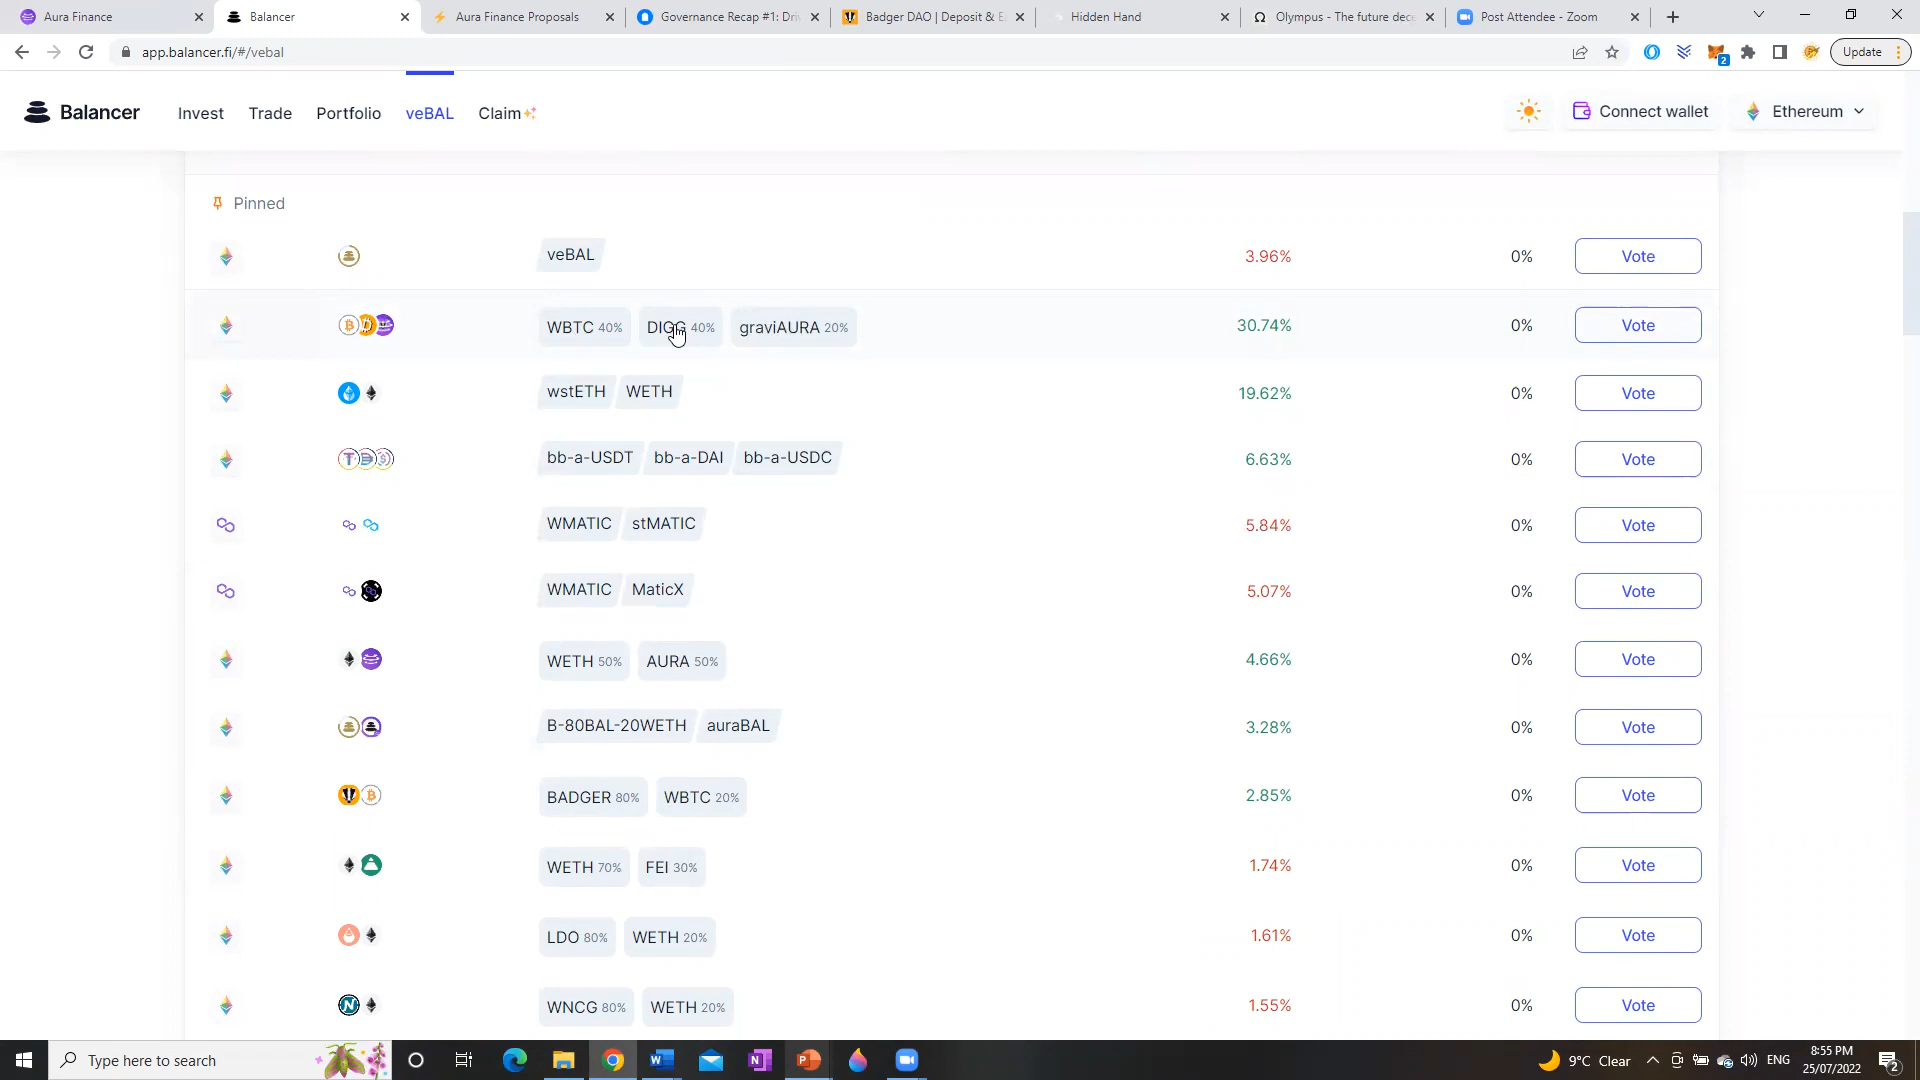 Aura Finance
Balancer
Aura Finance Proposals
Governance Recap #1: Dri
Badger DAO | Deposit & E
Hidden Hand
Olympus - The future dec
Post Attendee - Zoom
app.balancer.fi/#/vebal
2
Update
Balancer
Invest
Trade
Portfolio
veBAL
Claim
Connect wallet
Ethereum
Pinned
veBAL 3.96% 0% Vote
WBTC 40% DIGG 40% graviAURA 20% 30.74% 0% Vote
wstETH WETH 19.62% 0% Vote
bb-a-USDT bb-a-DAI bb-a-USDC 6.63% 0% Vote
WMATIC stMATIC 5.84% 0% Vote
WMATIC MaticX 5.07% 0% Vote
WETH 50% AURA 50% 4.66% 0% Vote
B-80BAL-20WETH auraBAL 3.28% 0% Vote
BADGER 80% WBTC 20% 2.85% 0% Vote
WETH 70% FEI 30% 1.74% 0% Vote
LDO 80% WETH 20% 1.61% 0% Vote
WNCG 80% WETH 20% 1.55% 0% Vote
Type here to search
9°C Clear
ENG
8:55 PM
25/07/2022
2